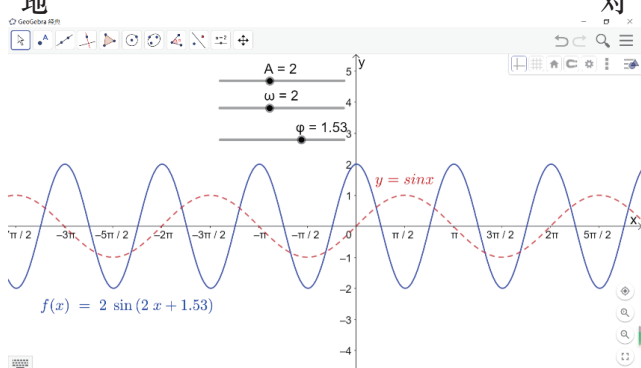 地 对
GeoGebra 经典
A = 2
ω = 2
φ = 1.53
y
5
4
3
2
1
y = sinx
x
-3π -5π / 2 -2π -3π / 2 -π -π / 2 0 π / 2 π 3π / 2 2π 5π / 2
-1
-2
-3
-4
f(x) = 2 sin (2 x + 1.53)